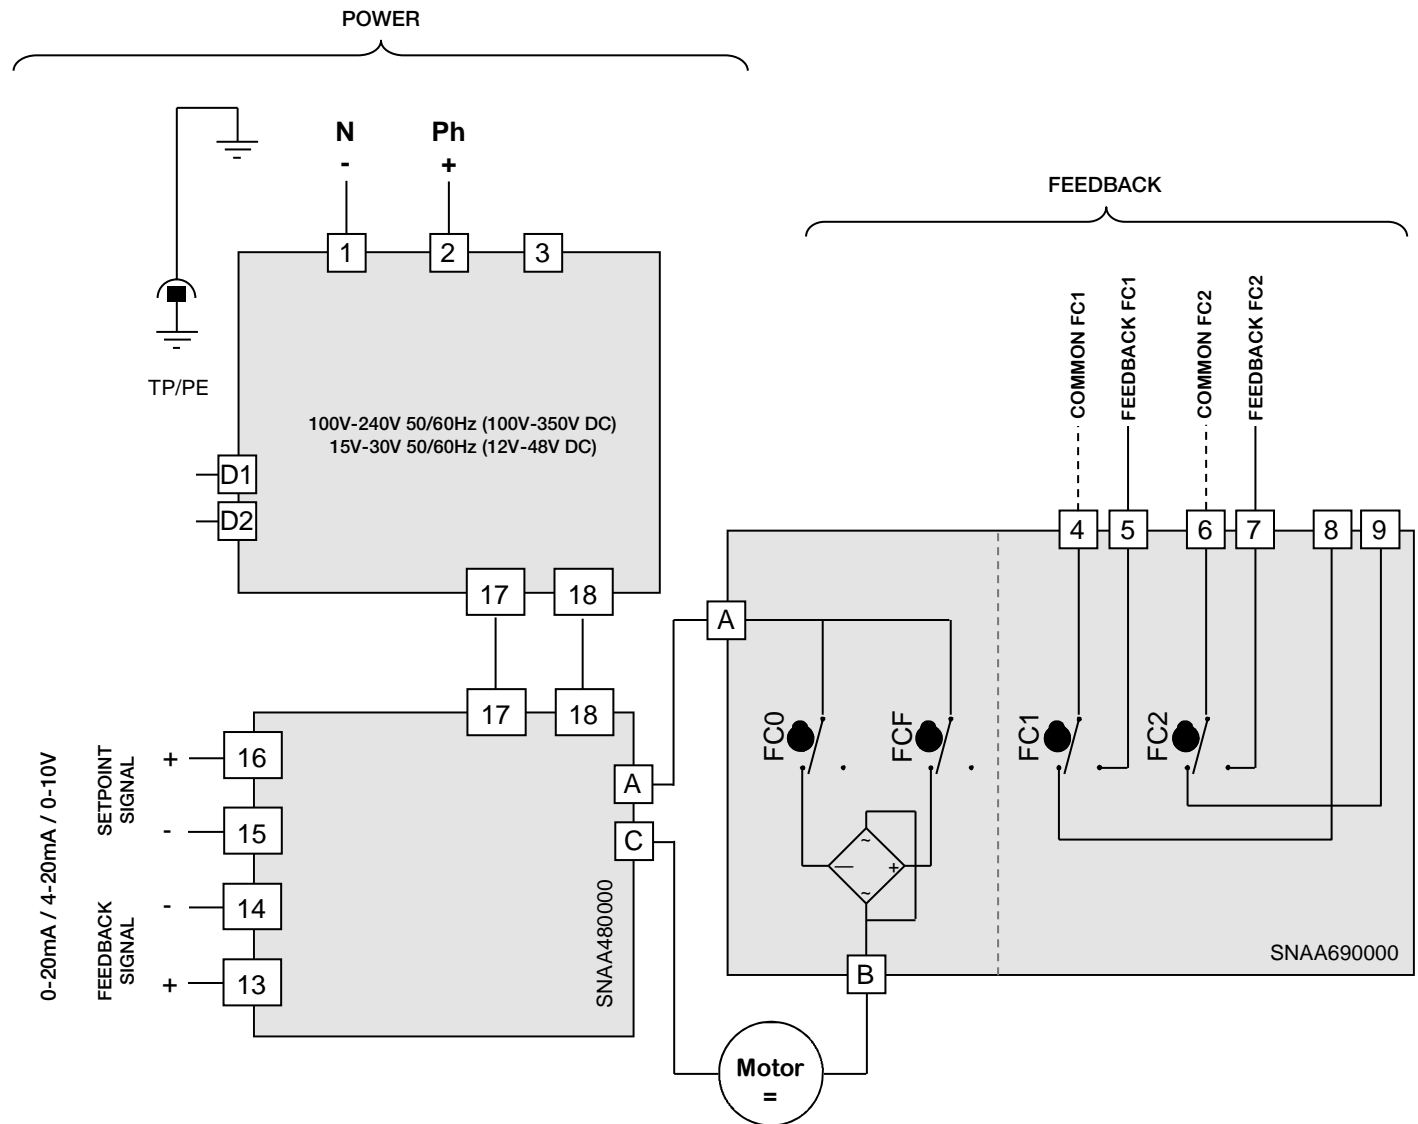 POWER
N
-
Ph
+
FEEDBACK
1
2
3
TP/PE
100V-240V 50/60Hz (100V-350V DC)
15V-30V 50/60Hz (12V-48V DC)
D1
D2
COMMON FC1
FEEDBACK FC1
COMMON FC2
FEEDBACK FC2
4
5
6
7
8
9
17
18
A
17
18
0-20mA / 4-20mA / 0-10V
SETPOINT
SIGNAL
+
16
-
15
FEEDBACK
SIGNAL
-
14
+
13
A
C
SNAA480000
FC0
FCF
FC1
FC2
~
—
+
~
SNAA690000
B
Motor
=